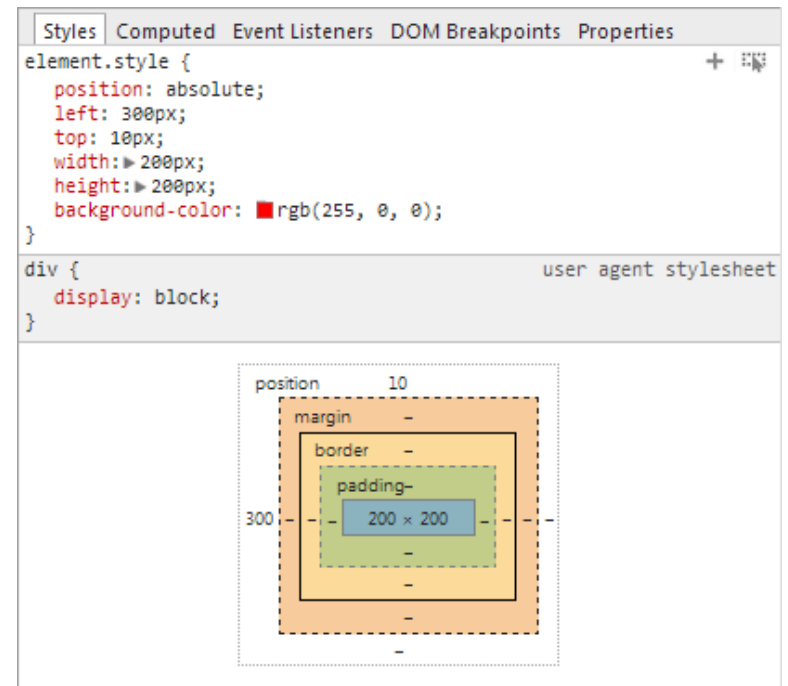 Styles Computed Event Listeners DOM Breakpoints Properties
element.style {
position: absolute;
left: 300px;
top: 10px;
width:▶200px;
height:▶200px;
background-color: rgb(255, 0, 0);
}
div { user agent stylesheet
display: block;
}
position 10
margin –
border –
padding–
300 – – – 200 × 200 – – – –
–
–
–
–